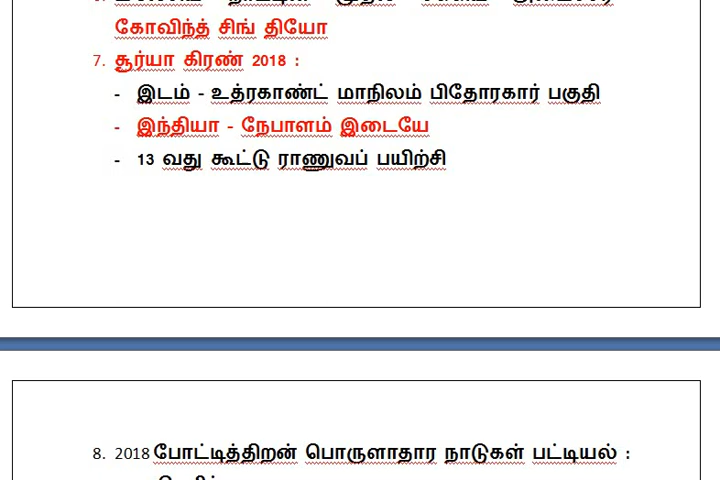 கோவிந்த் சிங் தியோ
7. சூர்யா கிரண் 2018 :
- இடம் - உத்ரகாண்ட் மாநிலம் பிதோரகார் பகுதி
- இந்தியா - நேபாளம் இடையே
- 13 வது கூட்டு ராணுவப் பயிற்சி
8. 2018 போட்டித்திறன் பொருளாதார நாடுகள் பட்டியல் :